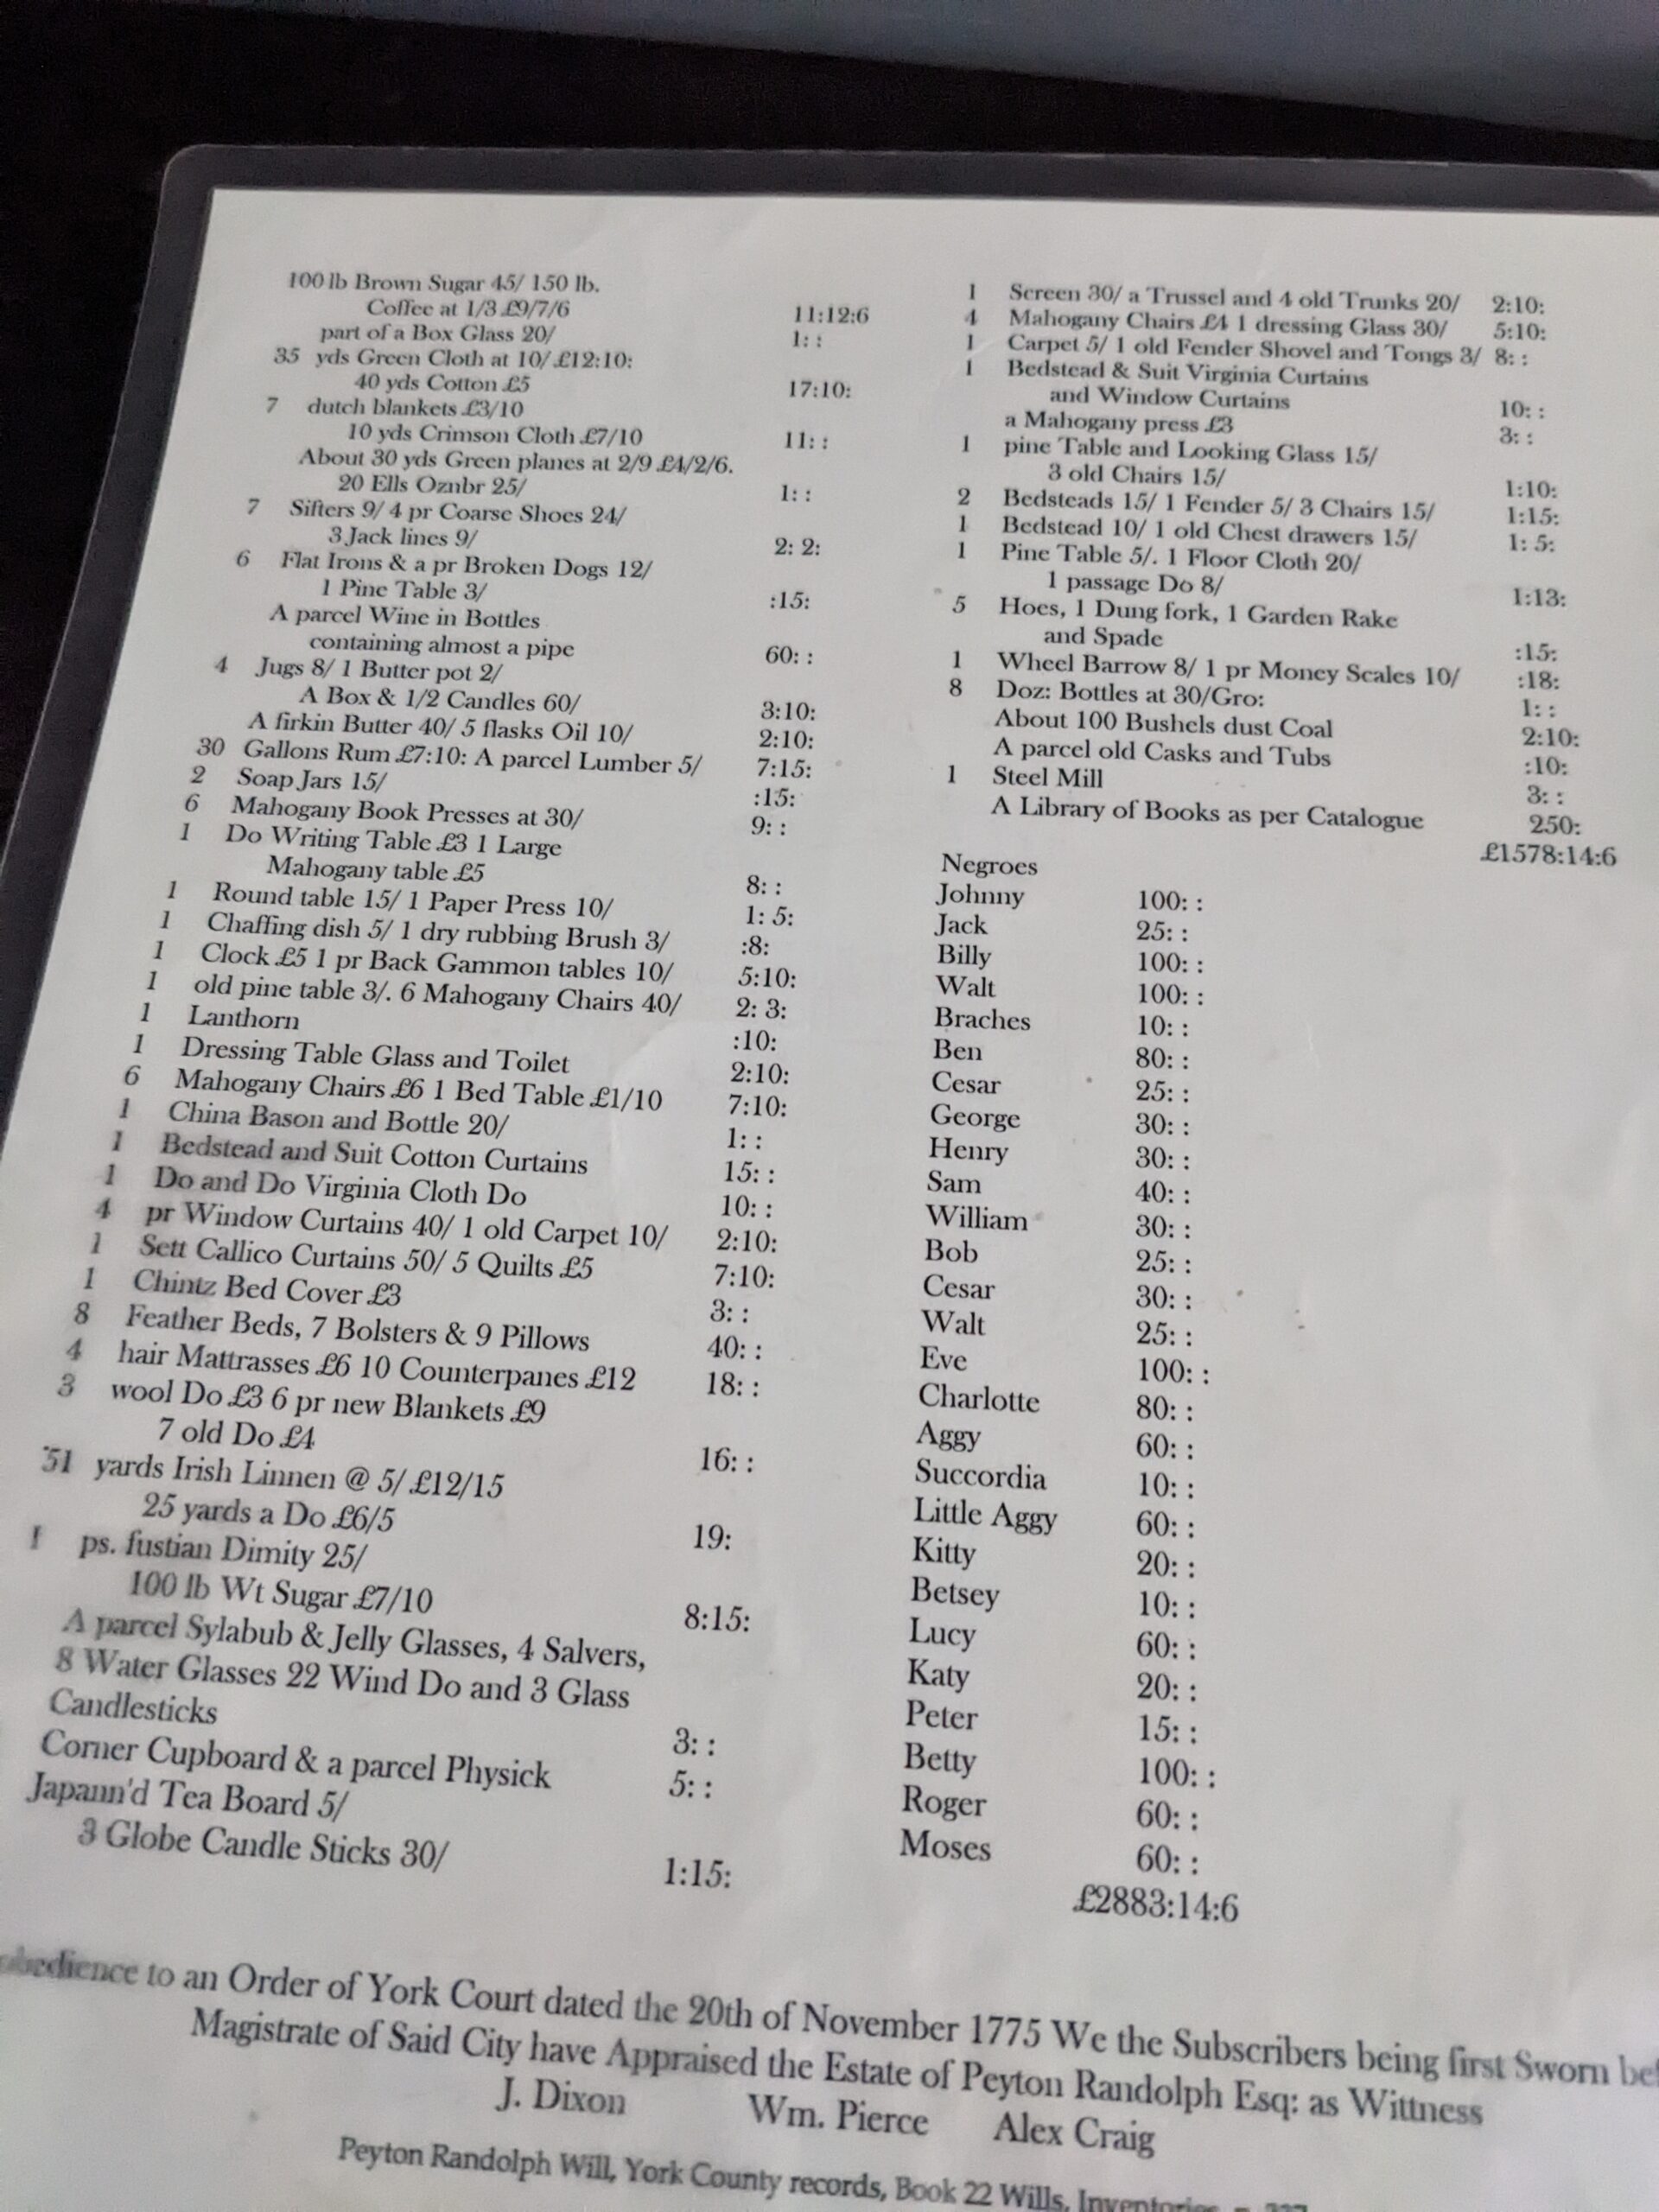 100 lb Brown Sugar 45/ 150 lb.
Coffee at 1/3 £9/7/6 11:12:6
part of a Box Glass 20/ 1: :
35 yds Green Cloth at 10/ £12:10:
40 yds Cotton £5 17:10:
7 dutch blankets £3/10
10 yds Crimson Cloth £7/10 11: :
About 30 yds Green planes at 2/9 £4/2/6.
20 Ells Oznbr 25/ 1: :
7 Sifters 9/ 4 pr Coarse Shoes 24/
3 Jack lines 9/ 2: 2:
6 Flat Irons & a pr Broken Dogs 12/
1 Pine Table 3/ :15:
A parcel Wine in Bottles
containing almost a pipe 60: :
4 Jugs 8/ 1 Butter pot 2/
A Box & 1/2 Candles 60/ 3:10:
A firkin Butter 40/ 5 flasks Oil 10/ 2:10:
30 Gallons Rum £7:10: A parcel Lumber 5/ 7:15:
2 Soap Jars 15/ :15:
6 Mahogany Book Presses at 30/ 9: :
1 Do Writing Table £3 1 Large
Mahogany table £5 8: :
1 Round table 15/ 1 Paper Press 10/ 1: 5:
1 Chaffing dish 5/ 1 dry rubbing Brush 3/ :8:
1 Clock £5 1 pr Back Gammon tables 10/ 5:10:
1 old pine table 3/. 6 Mahogany Chairs 40/ 2: 3:
1 Lanthorn :10:
1 Dressing Table Glass and Toilet 2:10:
6 Mahogany Chairs £6 1 Bed Table £1/10 7:10:
1 China Bason and Bottle 20/ 1: :
1 Bedstead and Suit Cotton Curtains 15: :
1 Do and Do Virginia Cloth Do 10: :
4 pr Window Curtains 40/ 1 old Carpet 10/ 2:10:
1 Sett Callico Curtains 50/ 5 Quilts £5 7:10:
1 Chintz Bed Cover £3 3: :
8 Feather Beds, 7 Bolsters & 9 Pillows 40: :
4 hair Mattrasses £6 10 Counterpanes £12 18: :
3 wool Do £3 6 pr new Blankets £9
7 old Do £4 16: :
51 yards Irish Linnen @ 5/ £12/15
25 yards a Do £6/5 19:
1 ps. fustian Dimity 25/
100 lb Wt Sugar £7/10 8:15:
A parcel Sylabub & Jelly Glasses, 4 Salvers,
8 Water Glasses 22 Wind Do and 3 Glass
Candlesticks 3: :
Corner Cupboard & a parcel Physick 5: :
Japann'd Tea Board 5/
3 Globe Candle Sticks 30/ 1:15:
1 Screen 30/ a Trussel and 4 old Trunks 20/ 2:10:
4 Mahogany Chairs £4 1 dressing Glass 30/ 5:10:
1 Carpet 5/ 1 old Fender Shovel and Tongs 3/ 8: :
1 Bedstead & Suit Virginia Curtains
and Window Curtains 10: :
a Mahogany press £3 3: :
1 pine Table and Looking Glass 15/
3 old Chairs 15/ 1:10:
2 Bedsteads 15/ 1 Fender 5/ 3 Chairs 15/ 1:15:
1 Bedstead 10/ 1 old Chest drawers 15/ 1: 5:
1 Pine Table 5/. 1 Floor Cloth 20/
1 passage Do 8/ 1:13:
5 Hoes, 1 Dung fork, 1 Garden Rake
and Spade :15:
1 Wheel Barrow 8/ 1 pr Money Scales 10/ :18:
8 Doz: Bottles at 30/Gro: 1: :
About 100 Bushels dust Coal 2:10:
A parcel old Casks and Tubs :10:
1 Steel Mill 3: :
A Library of Books as per Catalogue 250:
£1578:14:6
Negroes
Johnny 100: :
Jack 25: :
Billy 100: :
Walt 100: :
Braches 10: :
Ben 80: :
Cesar 25: :
George 30: :
Henry 30: :
Sam 40: :
William 30: :
Bob 25: :
Cesar 30: :
Walt 25: :
Eve 100: :
Charlotte 80: :
Aggy 60: :
Succordia 10: :
Little Aggy 60: :
Kitty 20: :
Betsey 10: :
Lucy 60: :
Katy 20: :
Peter 15: :
Betty 100: :
Roger 60: :
Moses 60: :
£2883:14:6
obedience to an Order of York Court dated the 20th of November 1775 We the Subscribers being first Sworn bef
Magistrate of Said City have Appraised the Estate of Peyton Randolph Esq: as Wittness
J. Dixon Wm. Pierce Alex Craig
Peyton Randolph Will, York County records, Book 22 Wills, Inventories